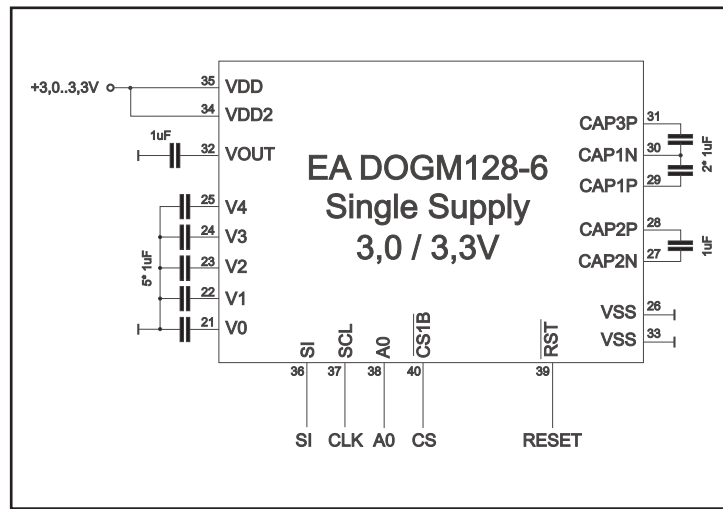 +3,0..3,3V
35 VDD
34 VDD2
1uF
32 VOUT
25 V4
24 V3
23 V2
22 V1
21 V0
5* 1uF
EA DOGM128-6
Single Supply
3,0 / 3,3V
CAP3P 31
CAP1N 30
CAP1P 29
2* 1uF
CAP2P 28
CAP2N 27
1uF
VSS 26
VSS 33
SI SCL A0 CS1B RST
36 37 38 40 39
SI CLK A0 CS RESET